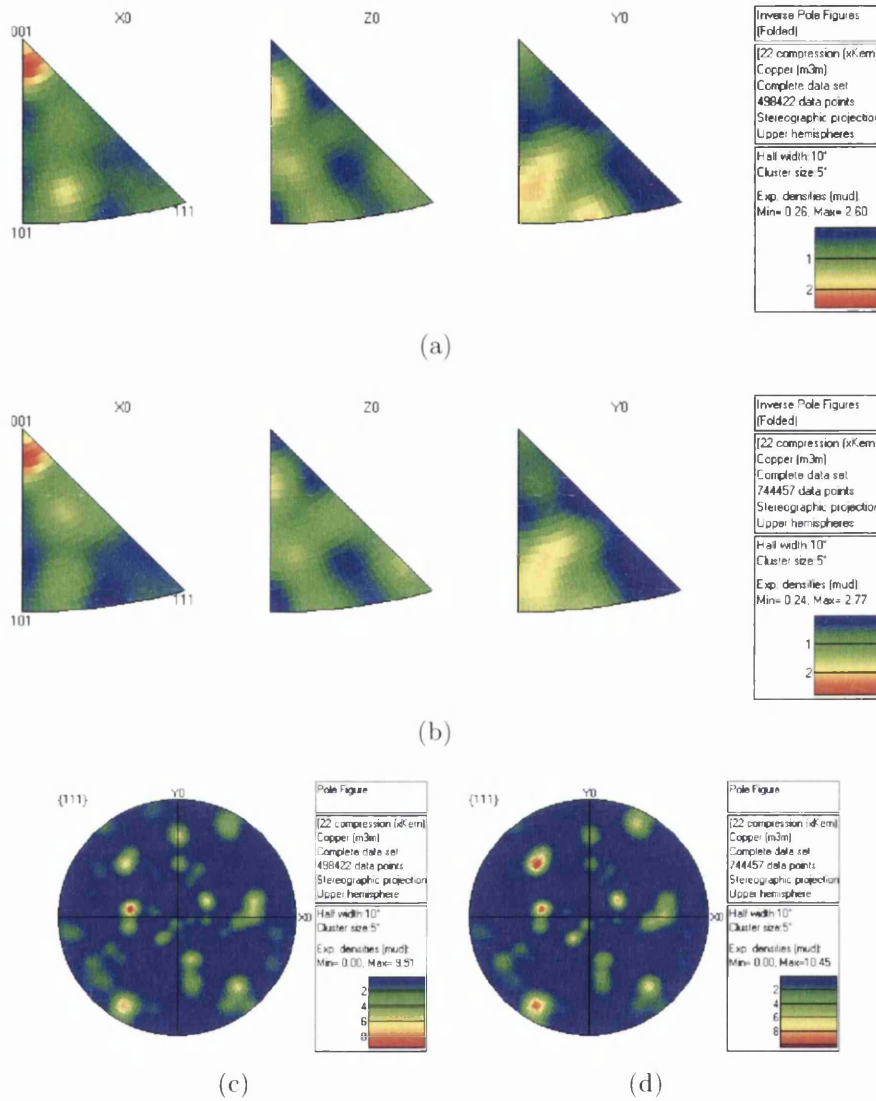 X0 Z0 Y0
001
101
111
Inverse Pole Figures
(Folded)
[22 compression (xKern)
Copper (m3m)
Complete data set
498422 data points
Stereographic projection
Upper hemispheres
Half width:10°
Cluster size:5°
Exp. densities (mud):
Min= 0.26, Max= 2.60
1
2
(a)
X0 Z0 Y0
001
101
111
Inverse Pole Figures
(Folded)
[22 compression (xKern)
Copper (m3m)
Complete data set
744457 data points
Stereographic projection
Upper hemispheres
Half width:10°
Cluster size:5°
Exp. densities (mud):
Min= 0.24, Max= 2.77
1
2
(b)
{111}
Y0
X0
Pole Figure
[22 compression (xKern)
Copper (m3m)
Complete data set
498422 data points
Stereographic projection
Upper hemisphere
Half width:10°
Cluster size:5°
Exp. densities (mud):
Min= 0.00, Max= 9.51
2
4
6
8
(c)
{111}
Y0
X0
Pole Figure
[22 compression (xKern)
Copper (m3m)
Complete data set
744457 data points
Stereographic projection
Upper hemisphere
Half width:10°
Cluster size:5°
Exp. densities (mud):
Min= 0.00, Max=10.45
2
4
6
8
(d)